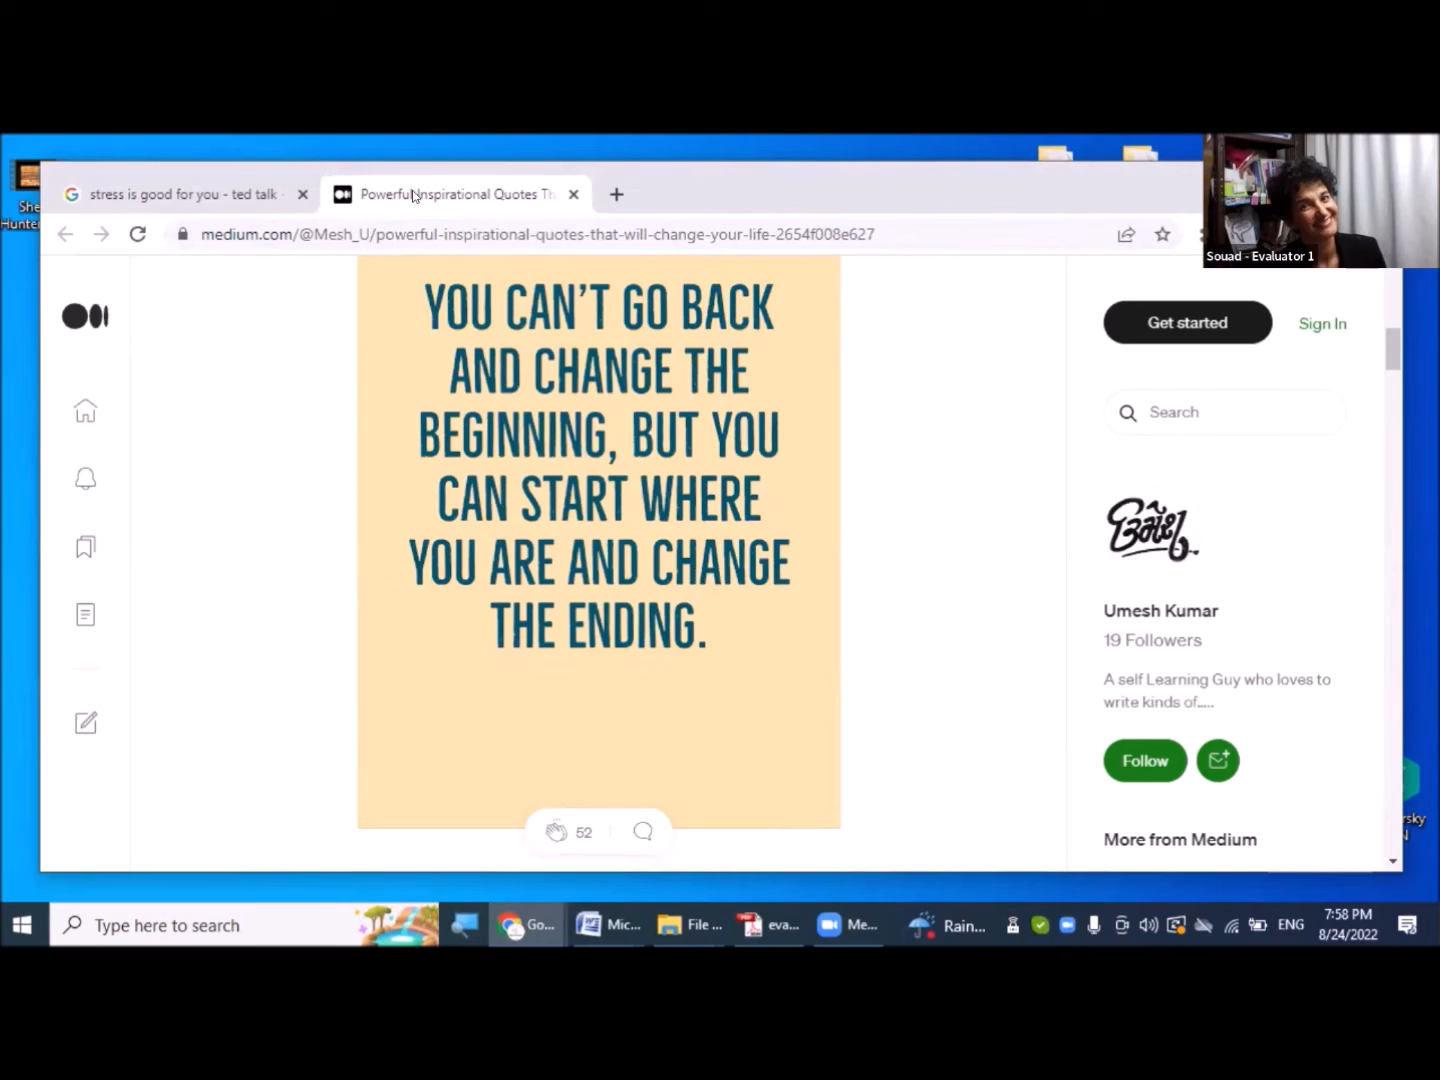 She
Hunter
stress is good for you - ted talk -
Powerful Inspirational Quotes Th
medium.com/@Mesh_U/powerful-inspirational-quotes-that-will-change-your-life-2654f008e627
Souad - Evaluator 1
YOU CAN'T GO BACK
AND CHANGE THE
BEGINNING, BUT YOU
CAN START WHERE
YOU ARE AND CHANGE
THE ENDING.
52
Get started
Sign In
Search
Umesh Kumar
19 Followers
A self Learning Guy who loves to
write kinds of.....
Follow
More from Medium
rsky
N
Type here to search
Go...
Mic...
File ...
eva...
Me...
Rain...
ENG
7:58 PM
8/24/2022